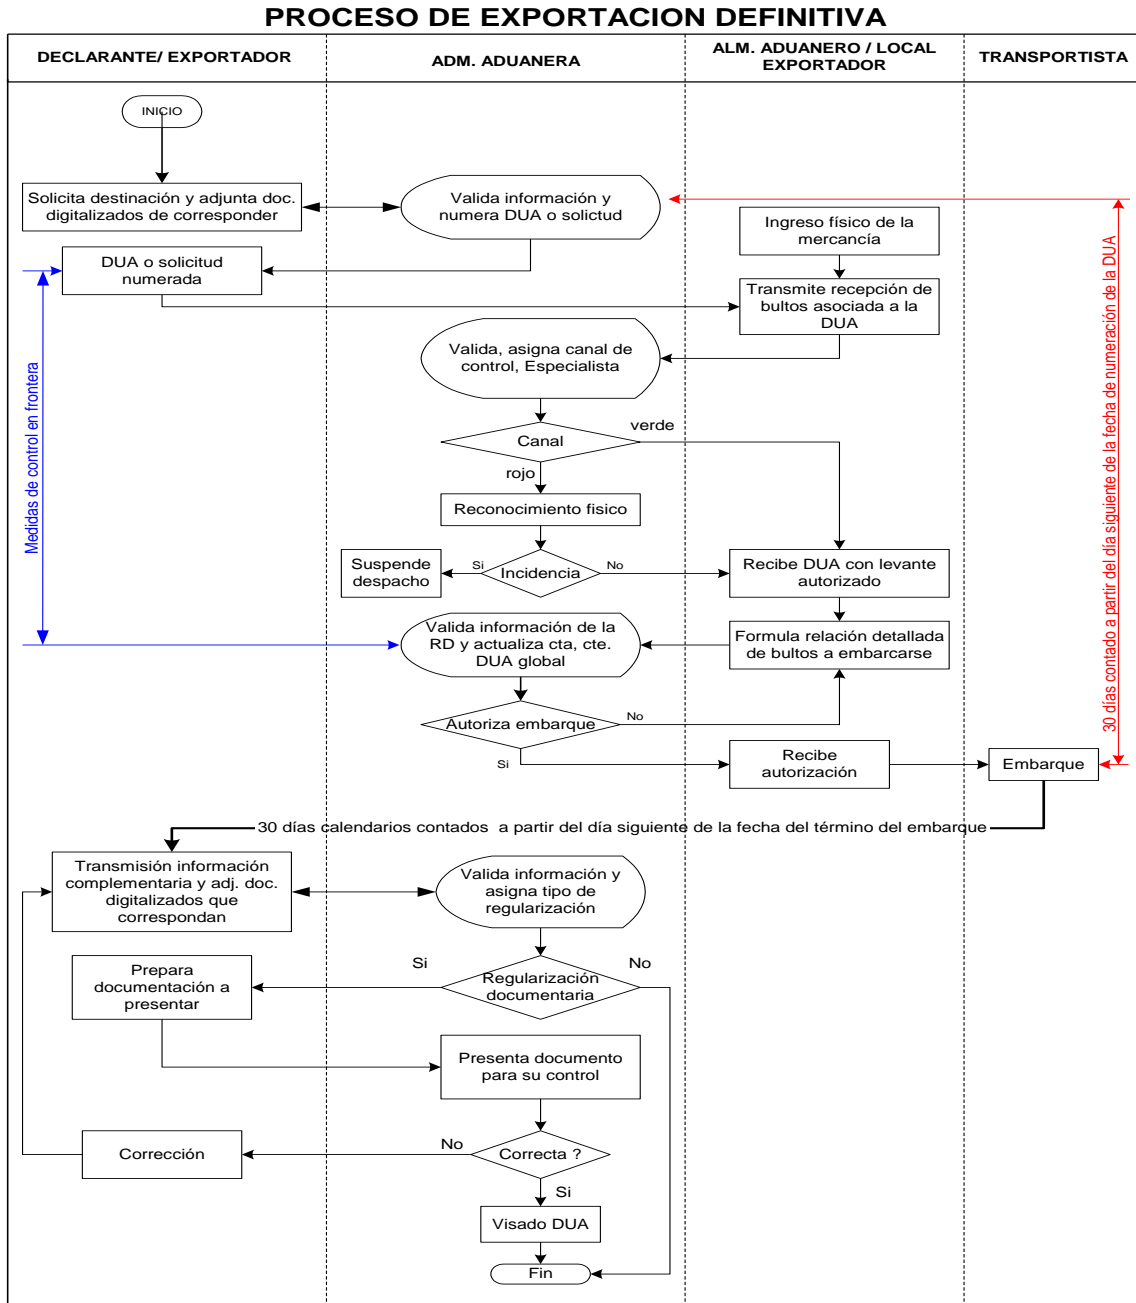 PROCESO DE EXPORTACION DEFINITIVA
DECLARANTE/ EXPORTADOR
ADM. ADUANERA
ALM. ADUANERO / LOCAL
EXPORTADOR
TRANSPORTISTA
INICIO
Solicita destinación y adjunta doc.
digitalizados de corresponder
Valida información y
numera DUA o solictud
Ingreso físico de la
mercancía
DUA o solicitud
numerada
Transmite recepción de
bultos asociada a la
DUA
Valida, asigna canal de
control, Especialista
Canal
verde
rojo
Reconocimiento fisico
Suspende
despacho
Si
Incidencia
No
Recibe DUA con levante
autorizado
Valida información de la
RD y actualiza cta, cte.
DUA global
Formula relación detallada
de bultos a embarcarse
Autoriza embarque
No
Si
Recibe
autorización
Embarque
Medidas de control en frontera
30 días contado a partir del día siguiente de la fecha de numeración de la DUA
30 días calendarios contados  a partir del día siguiente de la fecha del término del embarque
Transmisión información
complementaria y adj. doc.
digitalizados que
correspondan
Valida información y
asigna tipo de
regularización
Prepara
documentación a
presentar
Si
Regularización
documentaria
No
Presenta documento
para su control
Corrección
No
Correcta ?
Si
Visado DUA
Fin